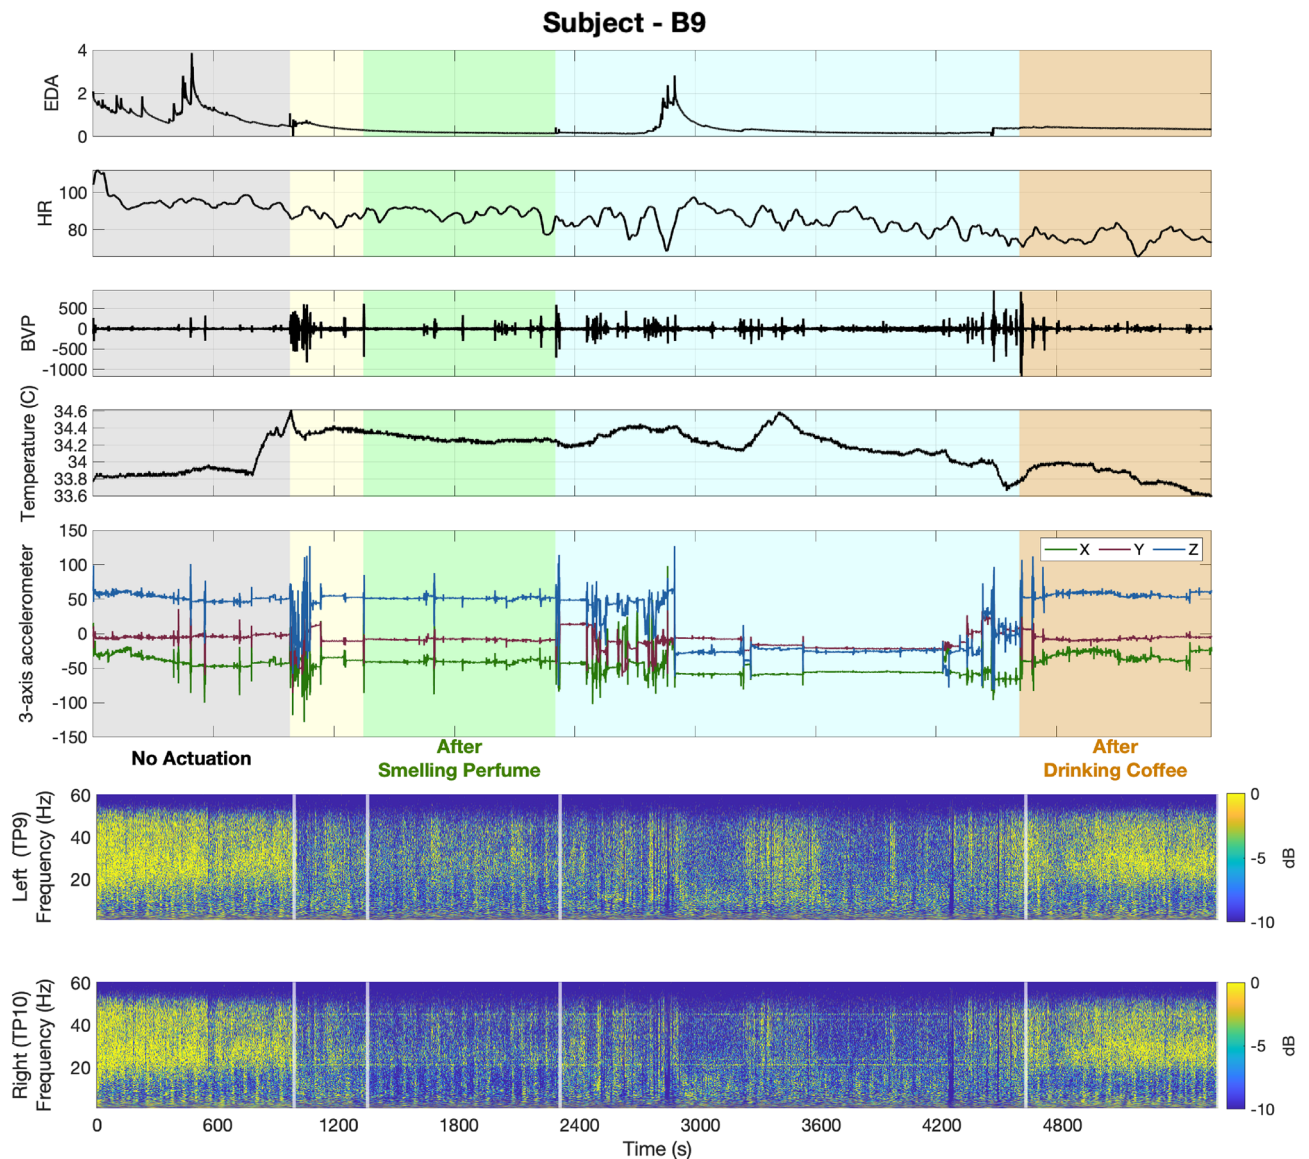 Subject - B9
EDA
4
2
0
HR
100
80
BVP
500
0
-500
-1000
Temperature (C)
34.6
34.4
34.2
34
33.8
33.6
3-axis accelerometer
150
100
50
0
-50
-100
-150
X Y Z
No Actuation
After
Smelling Perfume
After
Drinking Coffee
Left (TP9)
Frequency (Hz)
60
40
20
0
-5
-10
dB
Right (TP10)
Frequency (Hz)
60
40
20
0
-5
-10
dB
0 600 1200 1800 2400 3000 3600 4200 4800
Time (s)